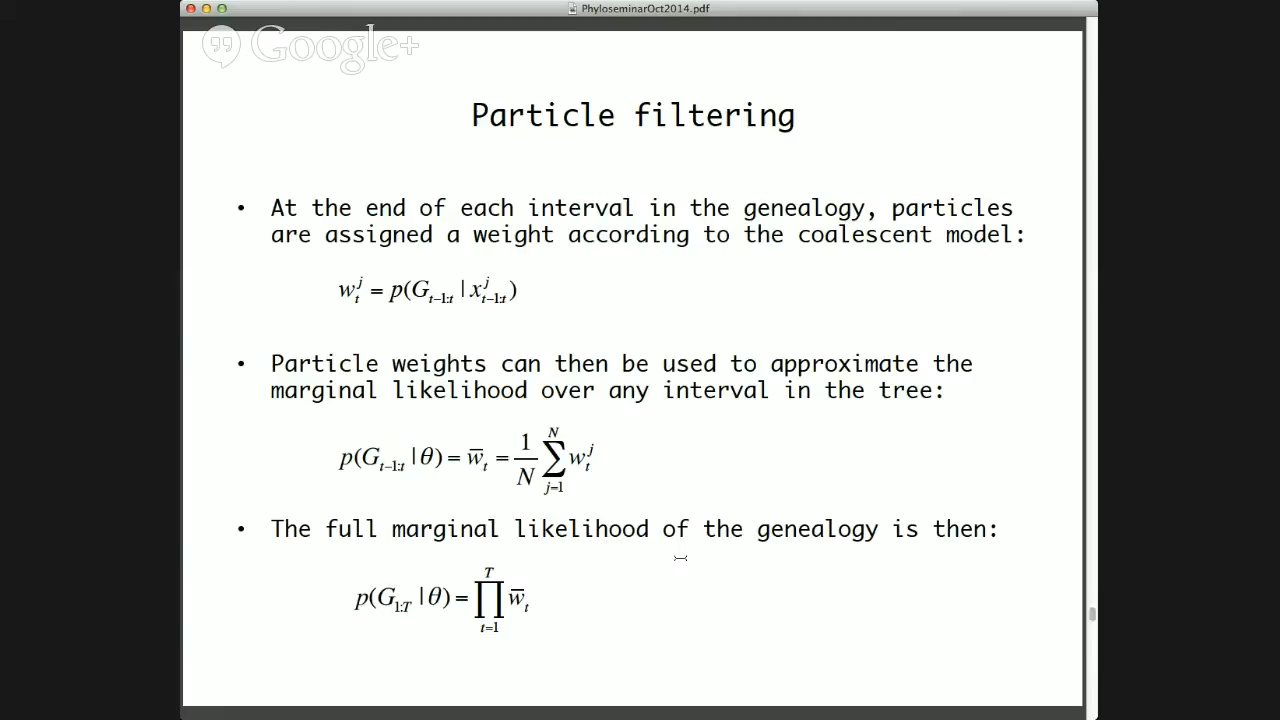 PhyloseminarOct2014.pdf
Google+
Particle filtering
• At the end of each interval in the genealogy, particles
are assigned a weight according to the coalescent model:
w_t^j = p(G_{t−1:t} | x_{t−1:t}^j)
• Particle weights can then be used to approximate the
marginal likelihood over any interval in the tree:
p(G_{t−1:t} | θ) = w̅_t = \frac{1}{N} \sum_{j=1}^{N} w_t^j
• The full marginal likelihood of the genealogy is then:
p(G_{1:T} | θ) = \prod_{t=1}^{T} w̅_t